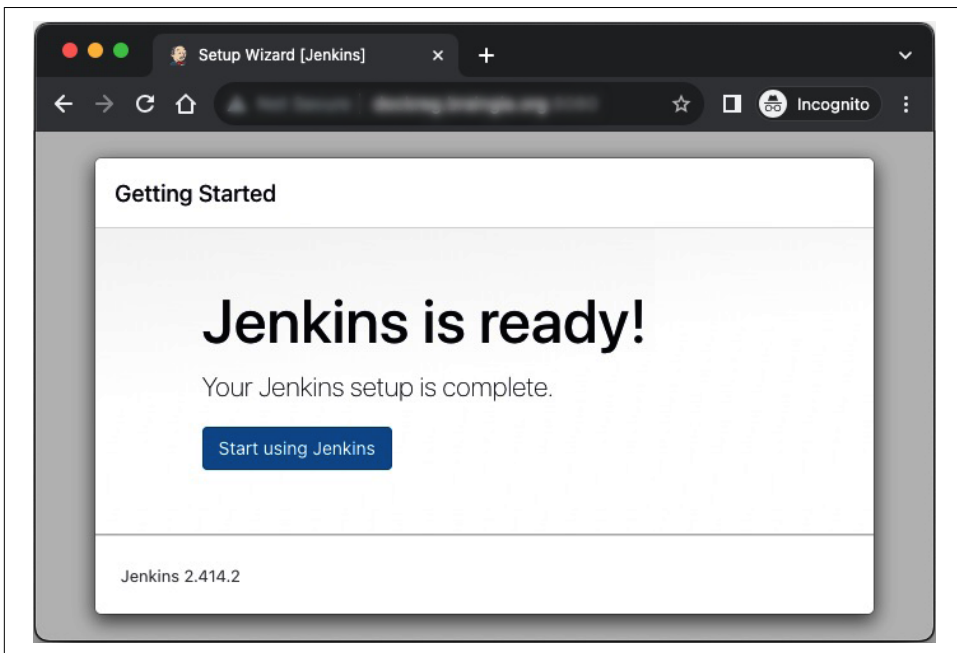 Setup Wizard [Jenkins]
Incognito
Getting Started
Jenkins is ready!
Your Jenkins setup is complete.
Start using Jenkins
Jenkins 2.414.2